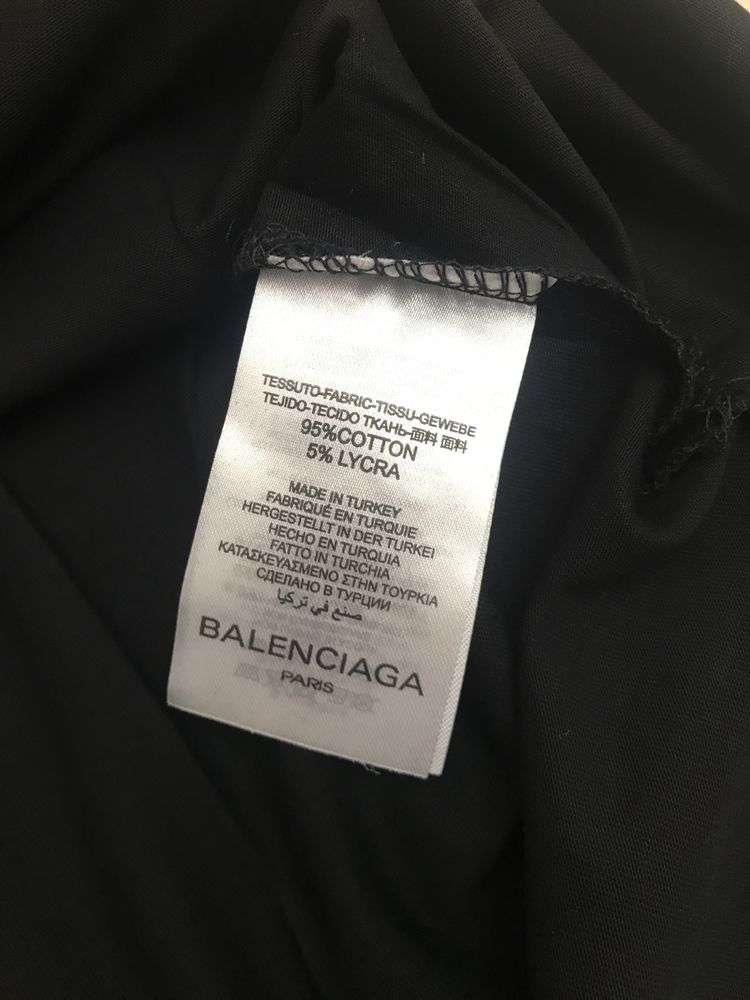 TESSUTO-FABRIC-TISSU-GEWEBE
TEJIDO-TECIDO ТКАНЬ-面料 面料
95%COTTON
5% LYCRA
MADE IN TURKEY
FABRIQUÉ EN TURQUIE
HERGESTELLT IN DER TURKEI
HECHO EN TURQUIA
FATTO IN TURCHIA
ΚΑΤΑΣΚΕΥΑΣΜΕΝΟ ΣΤΗΝ ΤΟΥΡΚΙΑ
СДЕЛАНО В ТУРЦИИ
صنع في تركيا
BALENCIAGA
PARIS